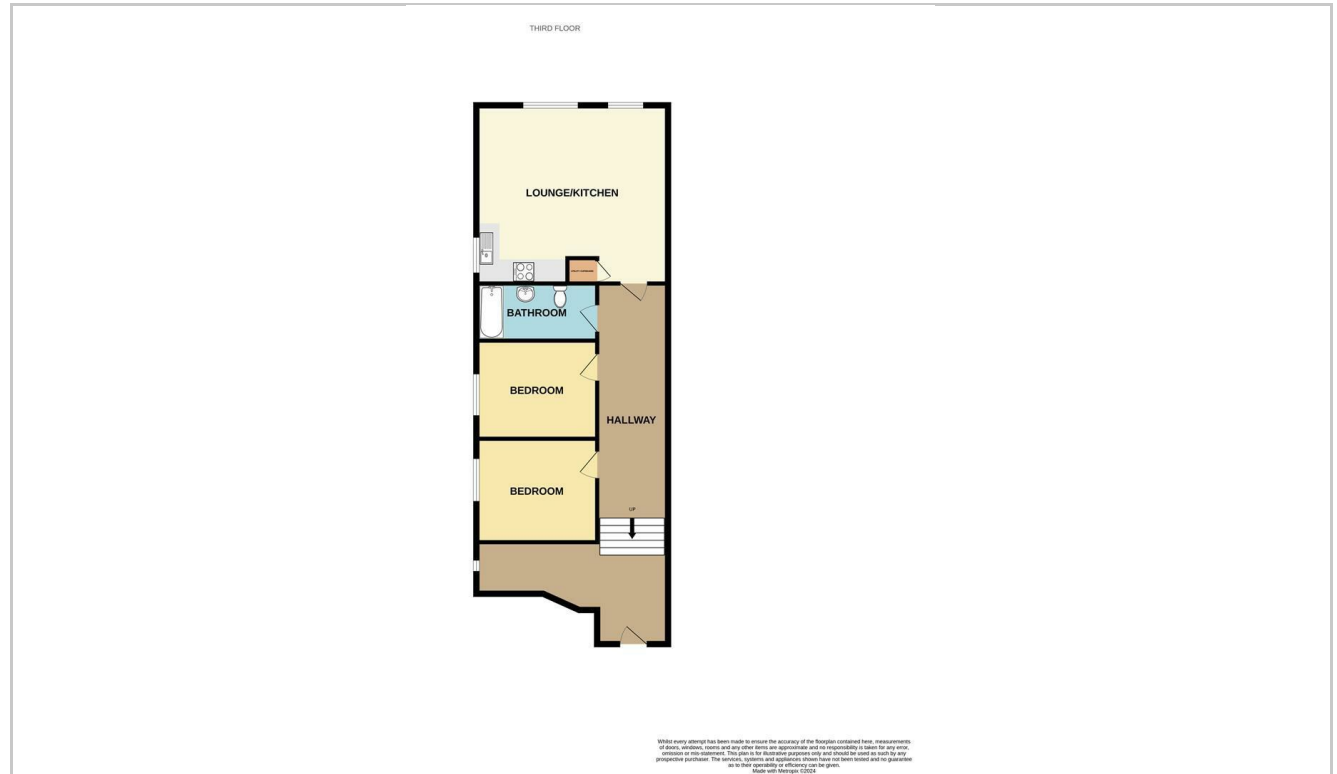 THIRD FLOOR
LOUNGE/KITCHEN
BATHROOM
BEDROOM
HALLWAY
BEDROOM
UP
Whilst every attempt has been made to ensure the accuracy of the floorplan contained here, measurements
of doors, windows, rooms and any other items are approximate and no responsibility is taken for any error,
omission or mis-statement. This plan is for illustrative purposes only and should be used as such by any
prospective purchaser. The services, systems and appliances shown have not been tested and no guarantee
as to their operability or efficiency can be given.
Made with Metropix ©2024